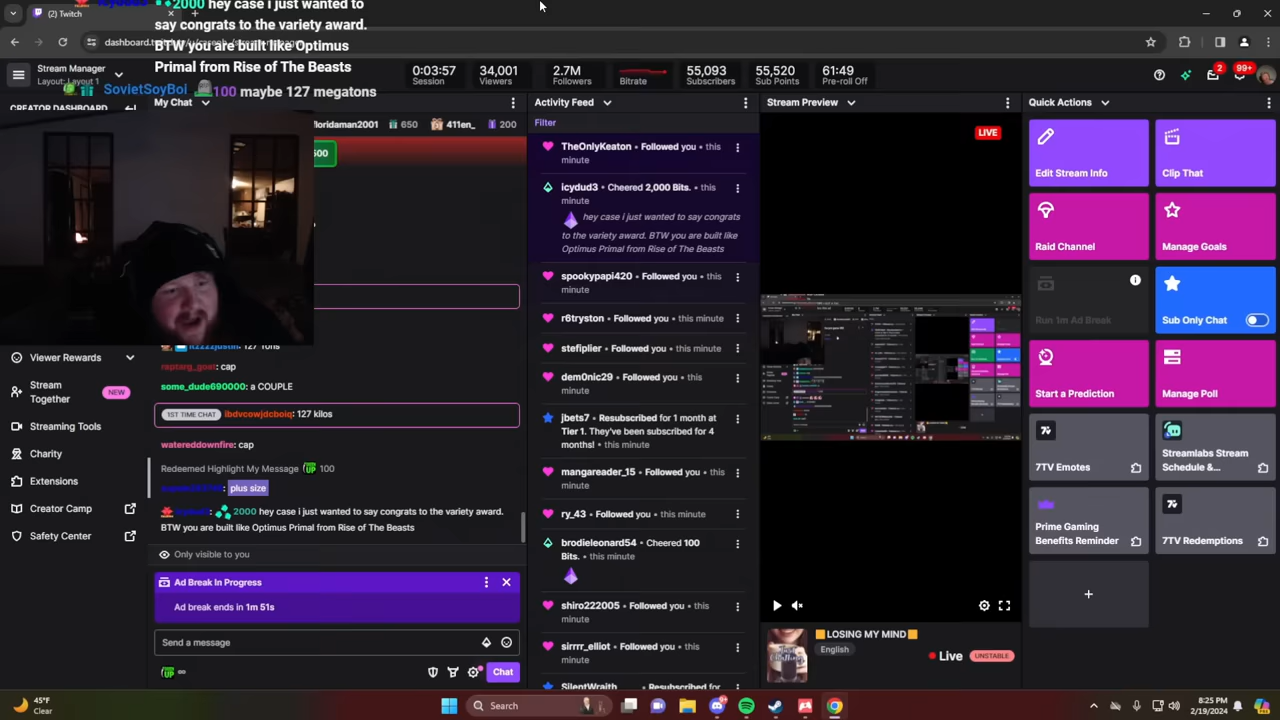 2000 hey case i just wanted to
say congrats to the variety award.
BTW you are built like Optimus
Primal from Rise of The Beasts
SovietSoyBoi 100 maybe 127 megatons
(2) Twitch
Stream Manager
Layout: Layout 1
0:03:57
Session
34,001
Viewers
2.7M
Followers
Bitrate
55,093
Subscribers
55,520
Sub Points
61:49
Pre-roll Off
2
99+
CREATOR DASHBOARD
Viewer Rewards
Stream
Together
NEW
Streaming Tools
Charity
Extensions
Creator Camp
Safety Center
My Chat
floridaman2001 650 411en_ 200
127 Tons
cap
some_dude690000: a COUPLE
1ST TIME CHAT ibdvcowjdcboiq: 127 kilos
watereddownfire: cap
Redeemed Highlight My Message 100
plus size
2000 hey case i just wanted to say congrats to the variety award.
BTW you are built like Optimus Primal from Rise of The Beasts
Only visible to you
Ad Break In Progress
Ad break ends in 1m 51s
Send a message
Chat
Activity Feed
Filter
TheOnlyKeaton • Followed you • this
minute
icydud3 • Cheered 2,000 Bits. • this
minute
hey case i just wanted to say congrats
to the variety award. BTW you are built like
Optimus Primal from Rise of The Beasts
spookypapi420 • Followed you • this
minute
r6tryston • Followed you • this minute
stefiplier • Followed you • this minute
Followed you • this
minute
jbets7 • Resubscribed for 1 month at
Tier 1. They've been subscribed for 4
months! • this minute
mangareader_15 • Followed you • this
minute
ry_43 • Followed you • this minute
brodieleonard54 • Cheered 100
Bits. • this minute
shiro222005 • Followed you • this
minute
sirrrr_elliot • Followed you • this
minute
SilentWraith • Resubscribed for
Stream Preview
LIVE
LOSING MY MIND
English
Live
UNSTABLE
Quick Actions
Edit Stream Info
Clip That
Raid Channel
Manage Goals
Run 1m Ad Break
Sub Only Chat
Start a Prediction
Manage Poll
7TV Emotes
Streamlabs Stream
Schedule &...
Prime Gaming
Benefits Reminder
7TV Redemptions
45°F
Clear
Search
8:25 PM
2/19/2024